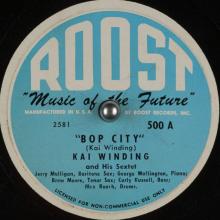 ROOST
"Music of the Future"
MANUFACTURED IN U.S.A. BY ROOST RECORDS, INC.
2581
500 A
"BOP CITY"
(Kai Winding)
KAI WINDING
and His Sextet
Jerry Mulligan, Baritone Sax; George Wallington, Piano;
Brew Moore, Tenor Sax; Curly Russell, Bass;
Max Roach, Drums.
LICENSED FOR NON-COMMERCIAL USE ONLY